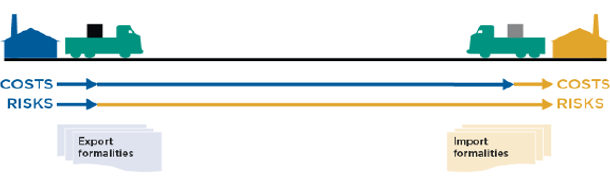 COSTS COSTS
RISKS RISKS
Export
formalities
Import
formalities